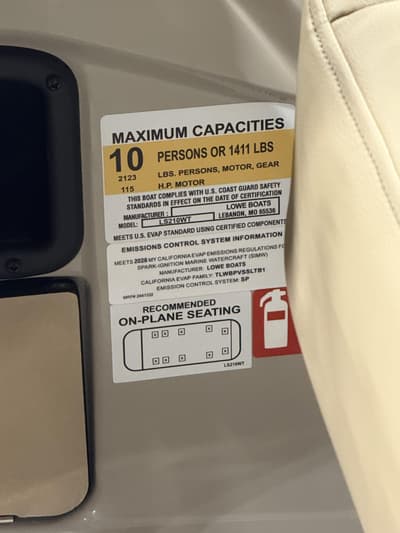 MAXIMUM CAPACITIES
10 PERSONS OR 1411 LBS
2123 LBS. PERSONS, MOTOR, GEAR
115 H.P. MOTOR
THIS BOAT COMPLIES WITH U.S. COAST GUARD SAFETY
STANDARDS IN EFFECT ON THE DATE OF CERTIFICATION
MANUFACTURER: LOWE BOATS
MODEL: LS210WT LEBANON, MO 65536
MEETS U.S. EVAP STANDARD USING CERTIFIED COMPONENTS
EMISSIONS CONTROL SYSTEM INFORMATION
MEETS 2026 MY CALIFORNIA EVAP EMISSIONS REGULATIONS FO
SPARK-IGNITION MARINE WATERCRAFT (SIMW)
MANUFACTURER: LOWE BOATS
CALIFORNIA EVAP FAMILY: TLWBPVSSLTB1
EMISSION CONTROL SYSTEM: SP
RECOMMENDED
ON-PLANE SEATING
LS210WT